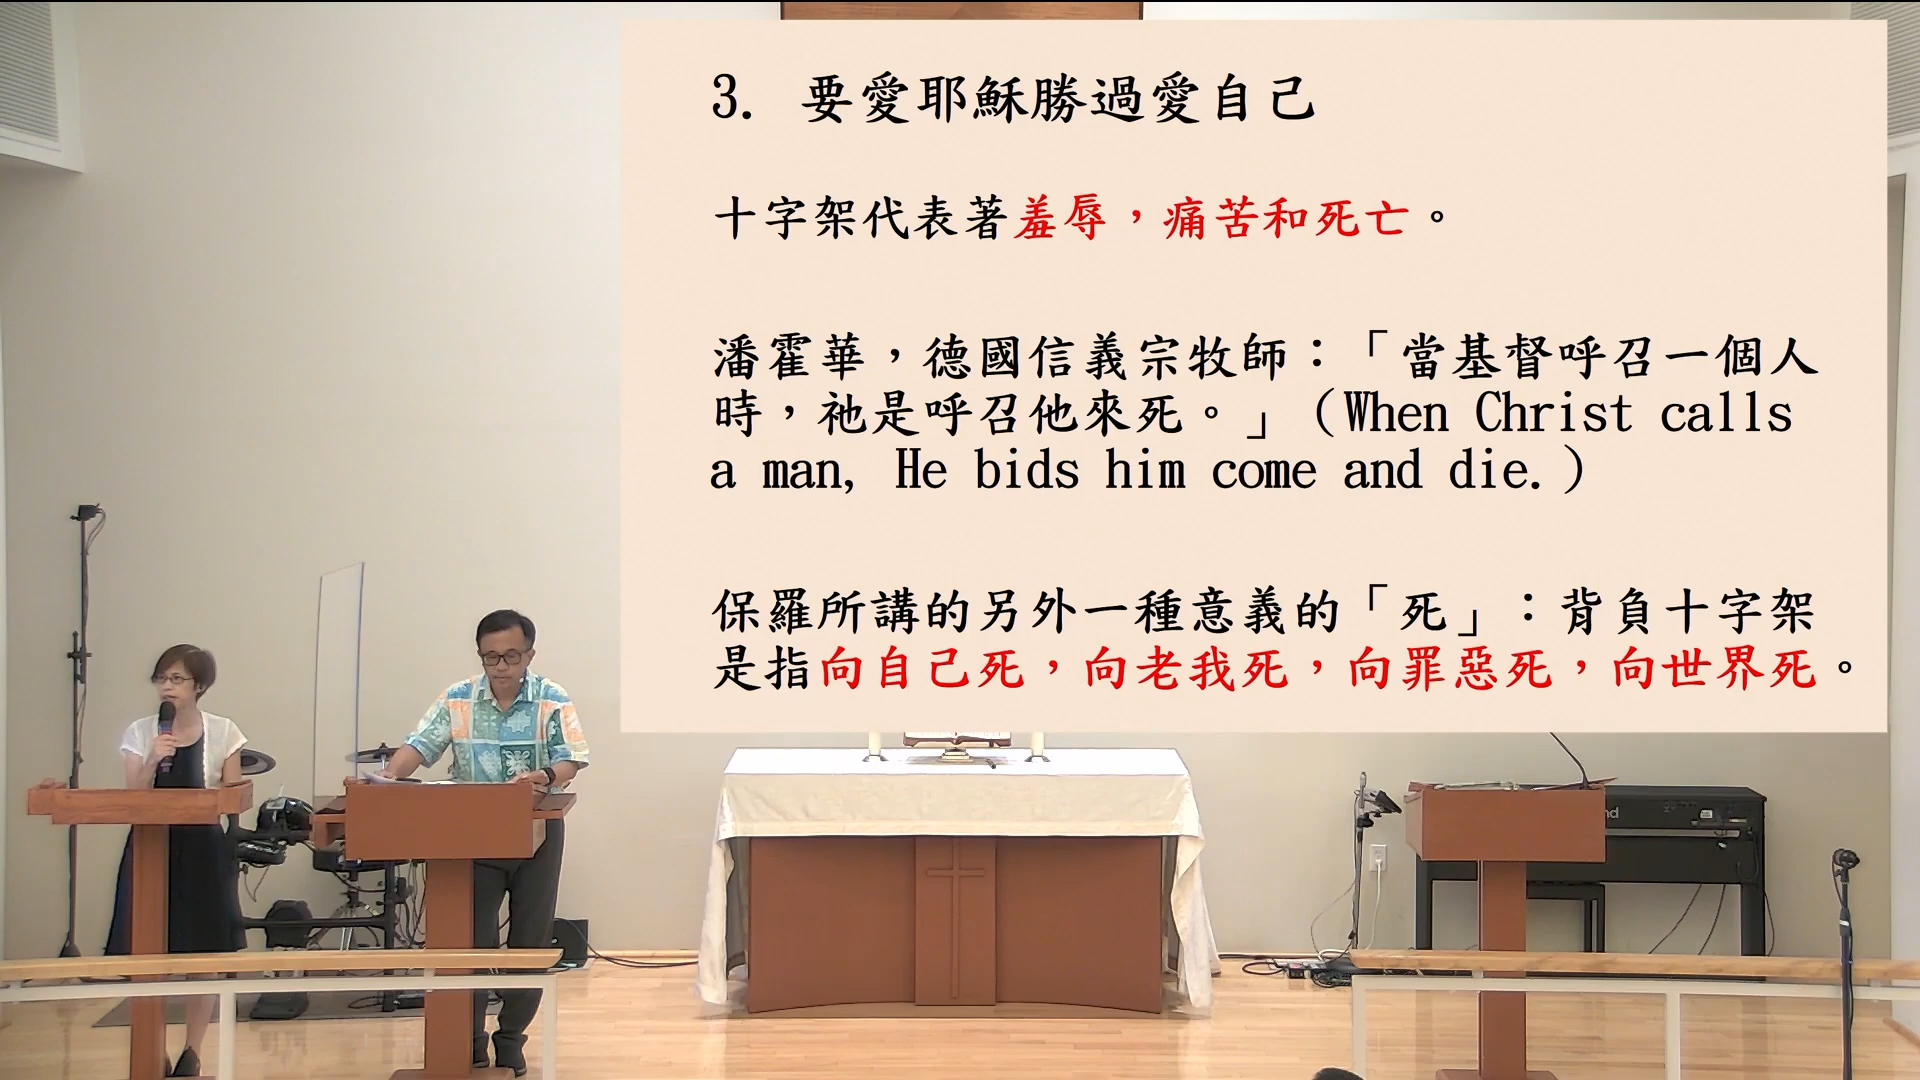 3. 要愛耶穌勝過愛自己
十字架代表著羞辱，痛苦和死亡。
潘霍華，德國信義宗牧師：「當基督呼召一個人
時，祂是呼召他來死。」(When Christ calls
a man, He bids him come and die.)
保羅所講的另外一種意義的「死」：背負十字架
是指向自己死，向老我死，向罪惡死，向世界死。